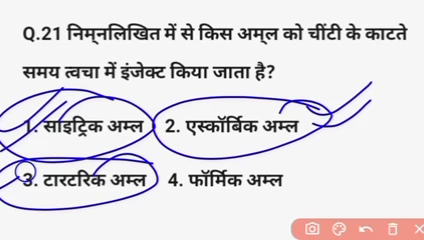 Q.21 निम्नलिखित में से किस अम्ल को चींटी के काटते
समय त्वचा में इंजेक्ट किया जाता है?
1. साइट्रिक अम्ल 2. एस्कॉर्बिक अम्ल
3. टारटरिक अम्ल 4. फॉर्मिक अम्ल